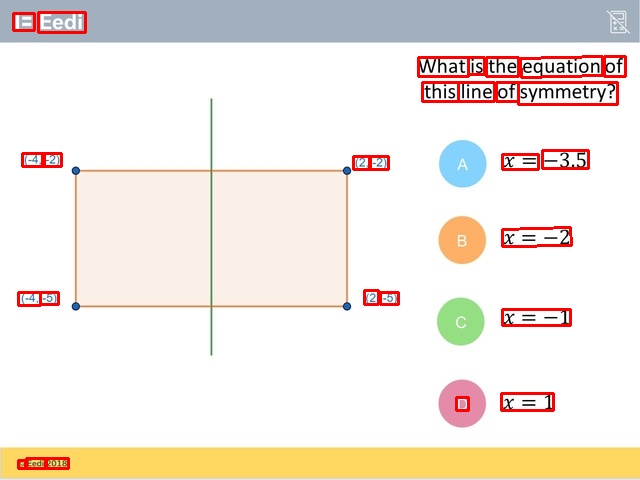 Eedi
What is the equation of
this line of symmetry?
(-4, -2)
(2, -2)
A
x = −3.5
B
x = −2
(-4, -5)
(2, -5)
C
x = −1
D
x = 1
© Eedi 2018